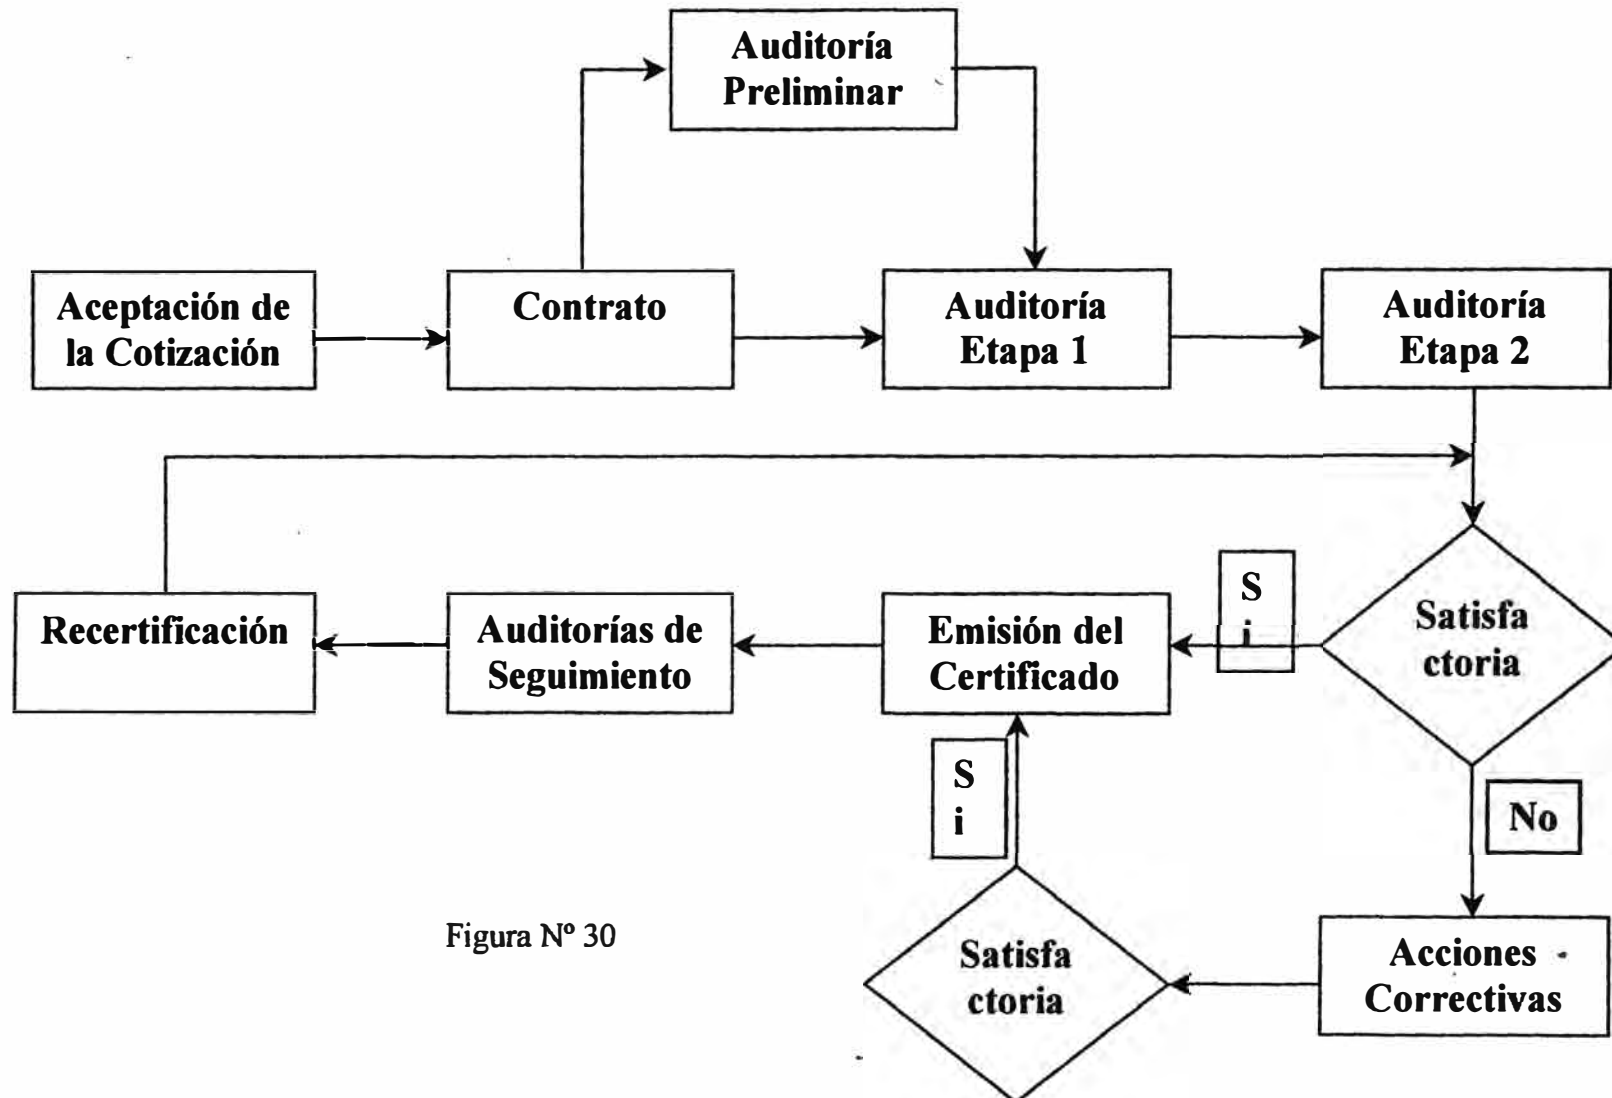 Auditoría
Preliminar
Aceptación de
la Cotización
Contrato
Auditoría
Etapa 1
Auditoría
Etapa 2
Recertificación
Auditorías de
Seguimiento
Emisión del
Certificado
S
i
Satisfa
ctoria
S
i
No
Figura Nº 30
Satisfa
ctoria
Acciones
Correctivas